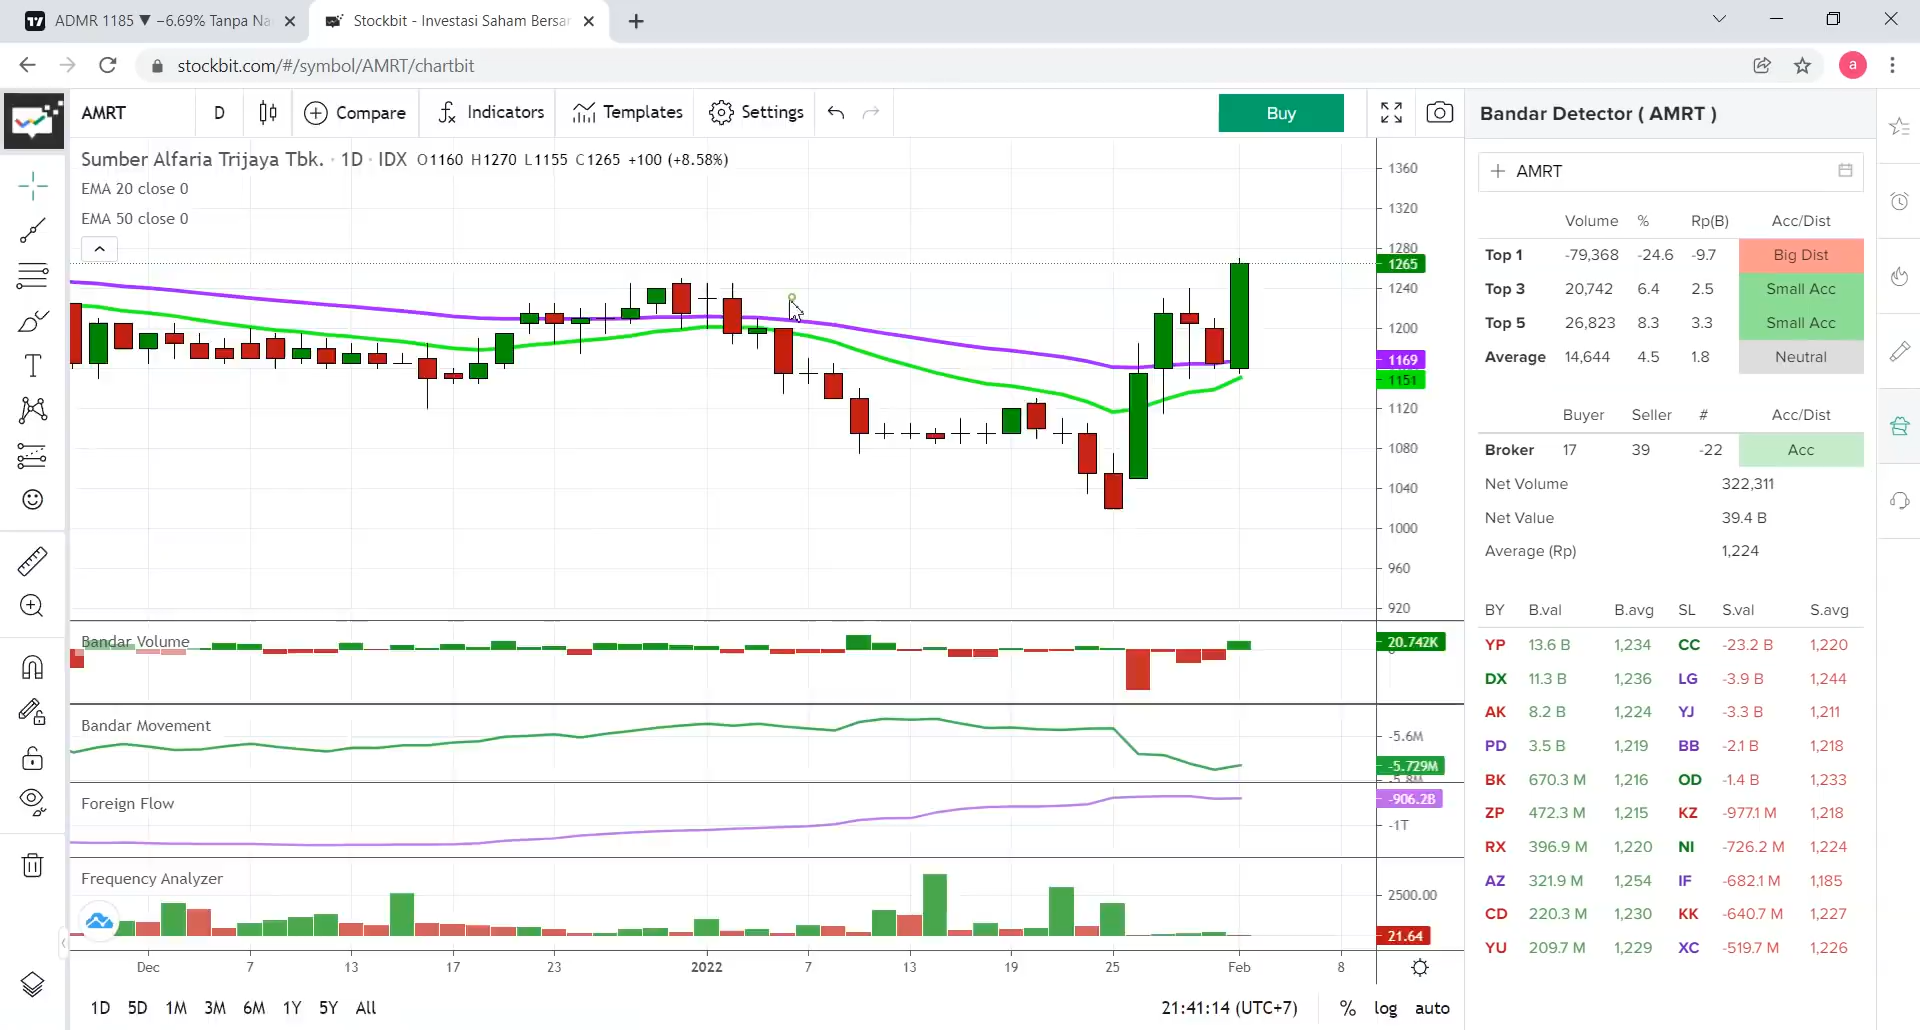 ADMR 1185 ▼ −6.69% Tanpa Na
Stockbit - Investasi Saham Bersar
stockbit.com/#/symbol/AMRT/chartbit
a
AMRT D Compare Indicators Templates Settings Buy
Bandar Detector ( AMRT )
Sumber Alfaria Trijaya Tbk. · 1D · IDX O1160 H1270 L1155 C1265 +100 (+8.58%)
EMA 20 close 0
EMA 50 close 0
1360
1320
1280
1265
1240
1200
1169
1151
1120
1080
1040
1000
960
920
Bandar Volume
20.742K
Bandar Movement
-5.6M
-5.729M
-5.8M
Foreign Flow
-906.2B
-1T
Frequency Analyzer
2500.00
21.64
Dec 7 13 17 23 2022 7 13 19 25 Feb 8
1D 5D 1M 3M 6M 1Y 5Y All
21:41:14 (UTC+7) % log auto
AMRT
Volume % Rp(B) Acc/Dist
Top 1 -79,368 -24.6 -9.7 Big Dist
Top 3 20,742 6.4 2.5 Small Acc
Top 5 26,823 8.3 3.3 Small Acc
Average 14,644 4.5 1.8 Neutral
Buyer Seller # Acc/Dist
Broker 17 39 -22 Acc
Net Volume 322,311
Net Value 39.4 B
Average (Rp) 1,224
BY B.val B.avg SL S.val S.avg
YP 13.6 B 1,234 CC -23.2 B 1,220
DX 11.3 B 1,236 LG -3.9 B 1,244
AK 8.2 B 1,224 YJ -3.3 B 1,211
PD 3.5 B 1,219 BB -2.1 B 1,218
BK 670.3 M 1,216 OD -1.4 B 1,233
ZP 472.3 M 1,215 KZ -977.1 M 1,218
RX 396.9 M 1,220 NI -726.2 M 1,224
AZ 321.9 M 1,254 IF -682.1 M 1,185
CD 220.3 M 1,230 KK -640.7 M 1,227
YU 209.7 M 1,229 XC -519.7 M 1,226